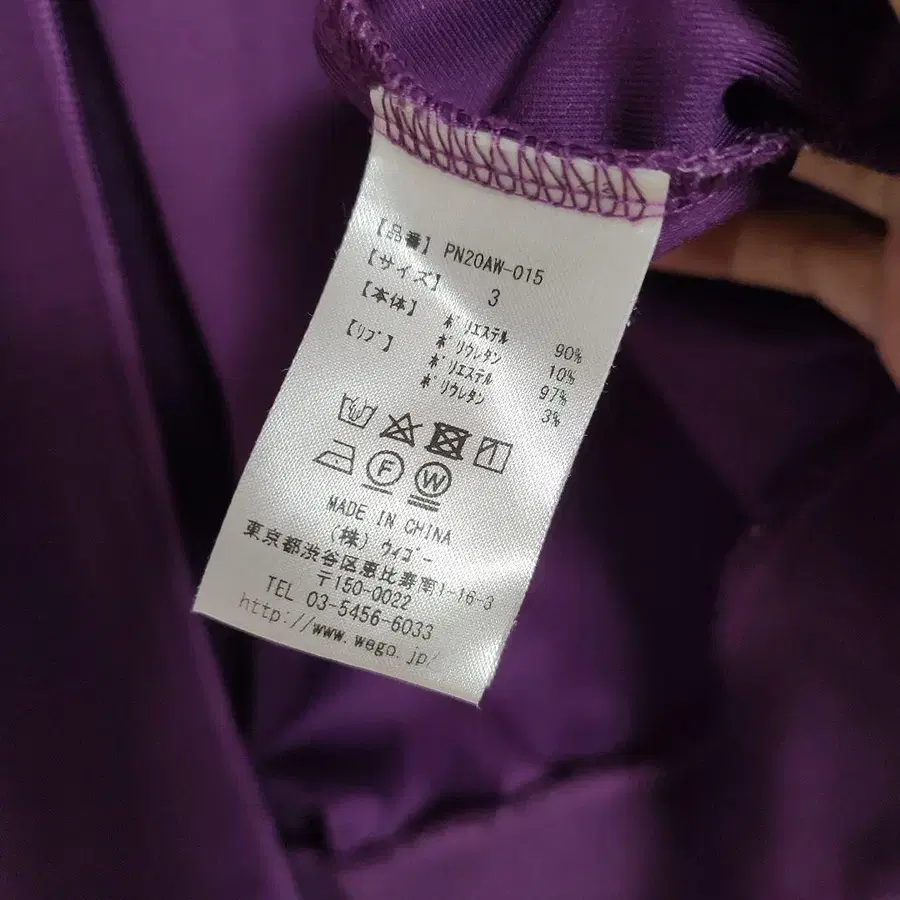 【品番】 PN20AW-015
【サイズ】 3
【本体】 ポリエステル 90%
ポリウレタン 10%
【リブ】 ポリエステル 97%
ポリウレタン 3%
F W
MADE IN CHINA
(株) ウィゴー
東京都渋谷区恵比寿南1-16-3
〒150-0022
TEL 03-5456-6033
http://www.wego.jp/